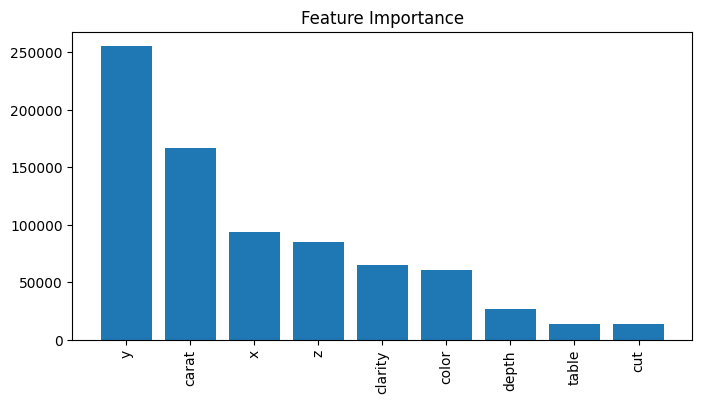 Feature Importance
250000
200000
150000
100000
50000
0
y
carat
x
z
clarity
color
depth
table
cut